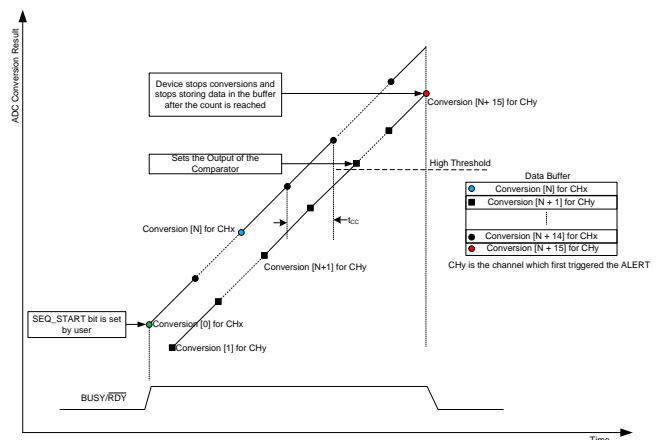 ADC Conversion Result
Device stops conversions and
stops storing data in the buffer
after the count is reached
Conversion [N+ 15] for CHy
Sets the Output of the
Comparator
High Threshold
Data Buffer
Conversion [N] for CHx
Conversion [N + 1] for CHy
Conversion [N + 14] for CHx
Conversion [N + 15] for CHy
CHy is the channel which first triggered the ALERT
Conversion [N] for CHx
tCC
Conversion [N+1] for CHy
SEQ_START bit is set
by user
Conversion [0] for CHx
Conversion [1] for CHy
BUSY/RDY
Time